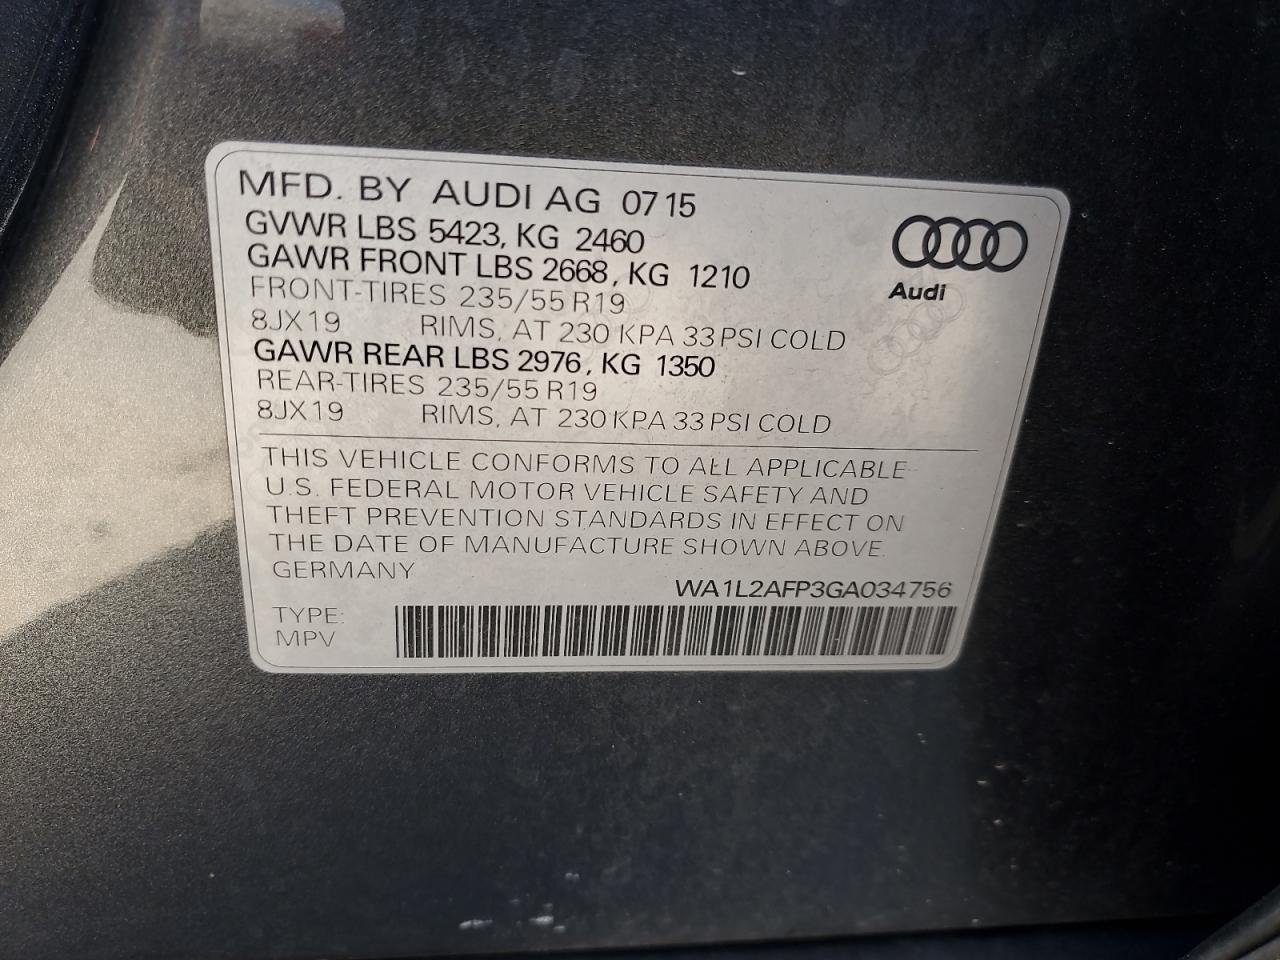 MFD. BY AUDI AG 0715
GVWR LBS 5423, KG 2460
GAWR FRONT LBS 2668, KG 1210
FRONT-TIRES 235/55 R19
8JX19 RIMS, AT 230 KPA 33 PSI COLD
GAWR REAR LBS 2976, KG 1350
REAR-TIRES 235/55 R19
8JX19 RIMS, AT 230 KPA 33 PSI COLD
Audi
THIS VEHICLE CONFORMS TO ALL APPLICABLE
U.S. FEDERAL MOTOR VEHICLE SAFETY AND
THEFT PREVENTION STANDARDS IN EFFECT ON
THE DATE OF MANUFACTURE SHOWN ABOVE.
GERMANY
WA1L2AFP3GA034756
TYPE:
MPV